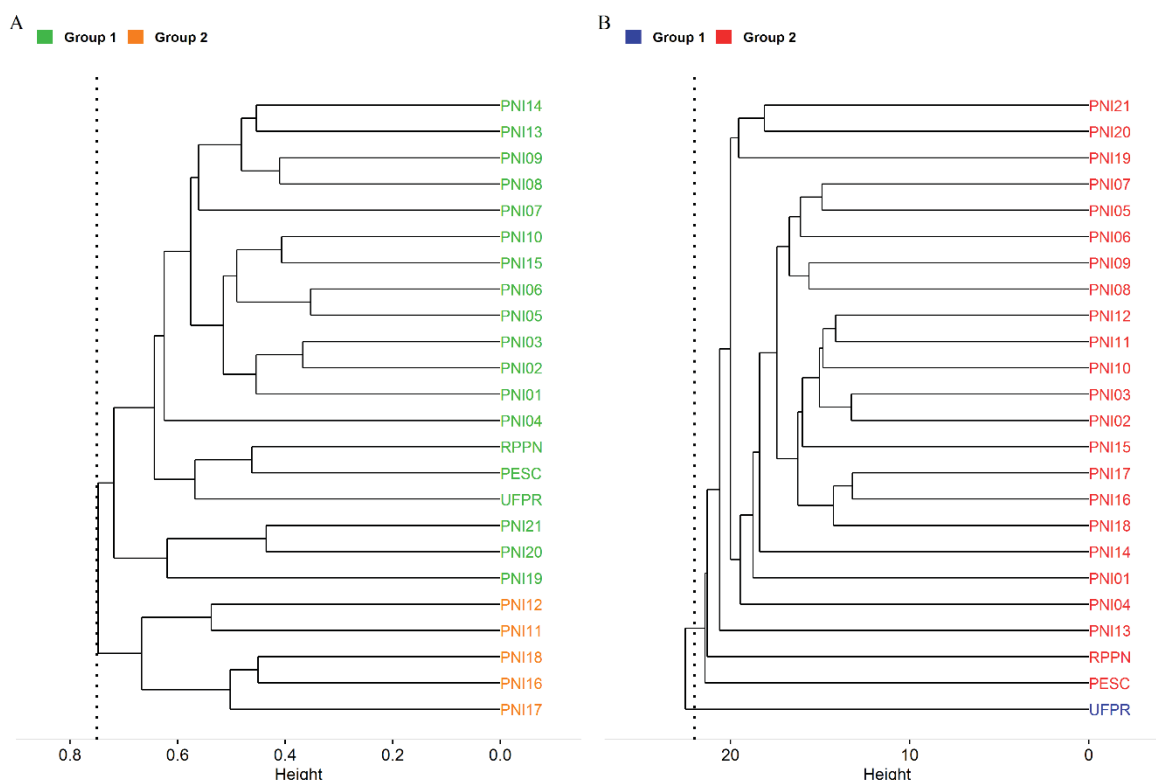 A
Group 1 Group 2
PNI14
PNI13
PNI09
PNI08
PNI07
PNI10
PNI15
PNI06
PNI05
PNI03
PNI02
PNI01
PNI04
RPPN
PESC
UFPR
PNI21
PNI20
PNI19
PNI12
PNI11
PNI18
PNI16
PNI17
0.8 0.6 0.4 0.2 0.0
Height
B
Group 1 Group 2
PNI21
PNI20
PNI19
PNI07
PNI05
PNI06
PNI09
PNI08
PNI12
PNI11
PNI10
PNI03
PNI02
PNI15
PNI17
PNI16
PNI18
PNI14
PNI01
PNI04
PNI13
RPPN
PESC
UFPR
20 10 0
Height